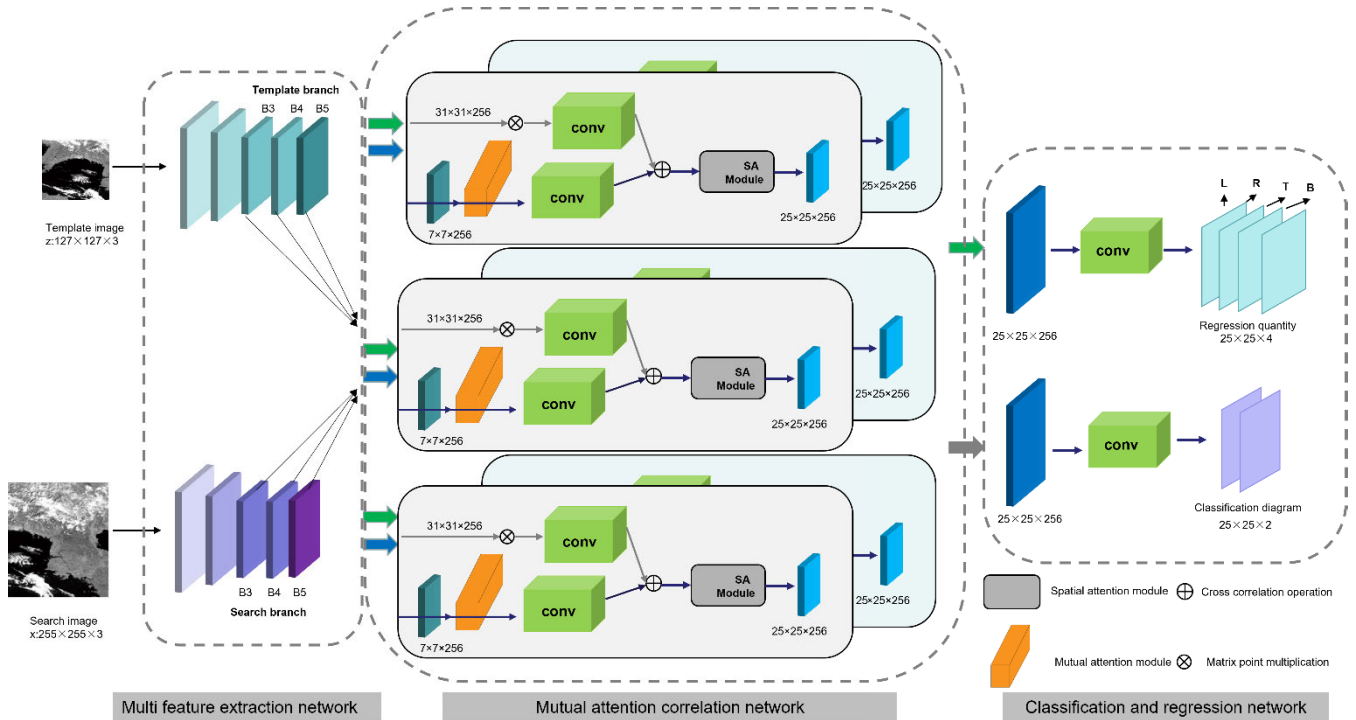 Template branch
B3 B4 B5
Template image
z:127×127×3
Search image
x:255×255×3
B3 B4 B5
Search branch
Multi feature extraction network
31×31×256
conv
conv
7×7×256
SA
Module
25×25×256
25×25×256
31×31×256
conv
conv
7×7×256
SA
Module
25×25×256
25×25×256
31×31×256
conv
conv
7×7×256
SA
Module
25×25×256
25×25×256
Mutual attention correlation network
L R T B
conv
25×25×256
Regression quantity
25×25×4
conv
25×25×256
Classification diagram
25×25×2
Spatial attention module
Cross correlation operation
Mutual attention module
Matrix point multiplication
Classification and regression network